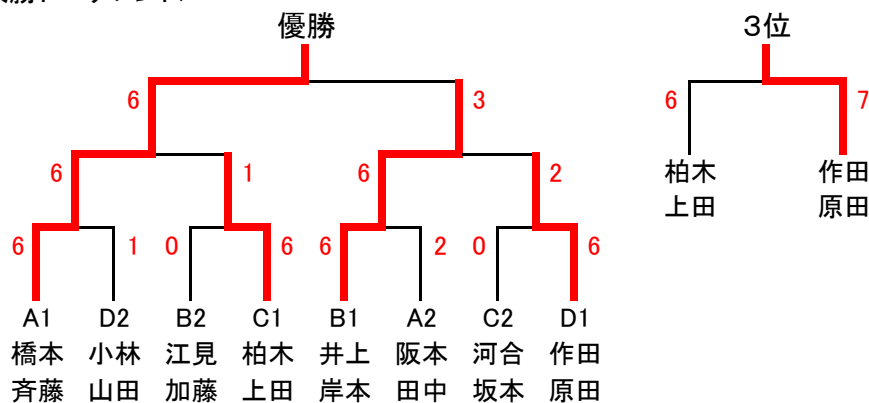 優勝
3位
6
3
6
7
6
1
6
2
柏木
作田
上田
原田
6
1
0
6
6
2
0
6
A1
D2
B2
C1
B1
A2
C2
D1
橋本
小林
江見
柏木
井上
阪本
河合
作田
斉藤
山田
加藤
上田
岸本
田中
坂本
原田